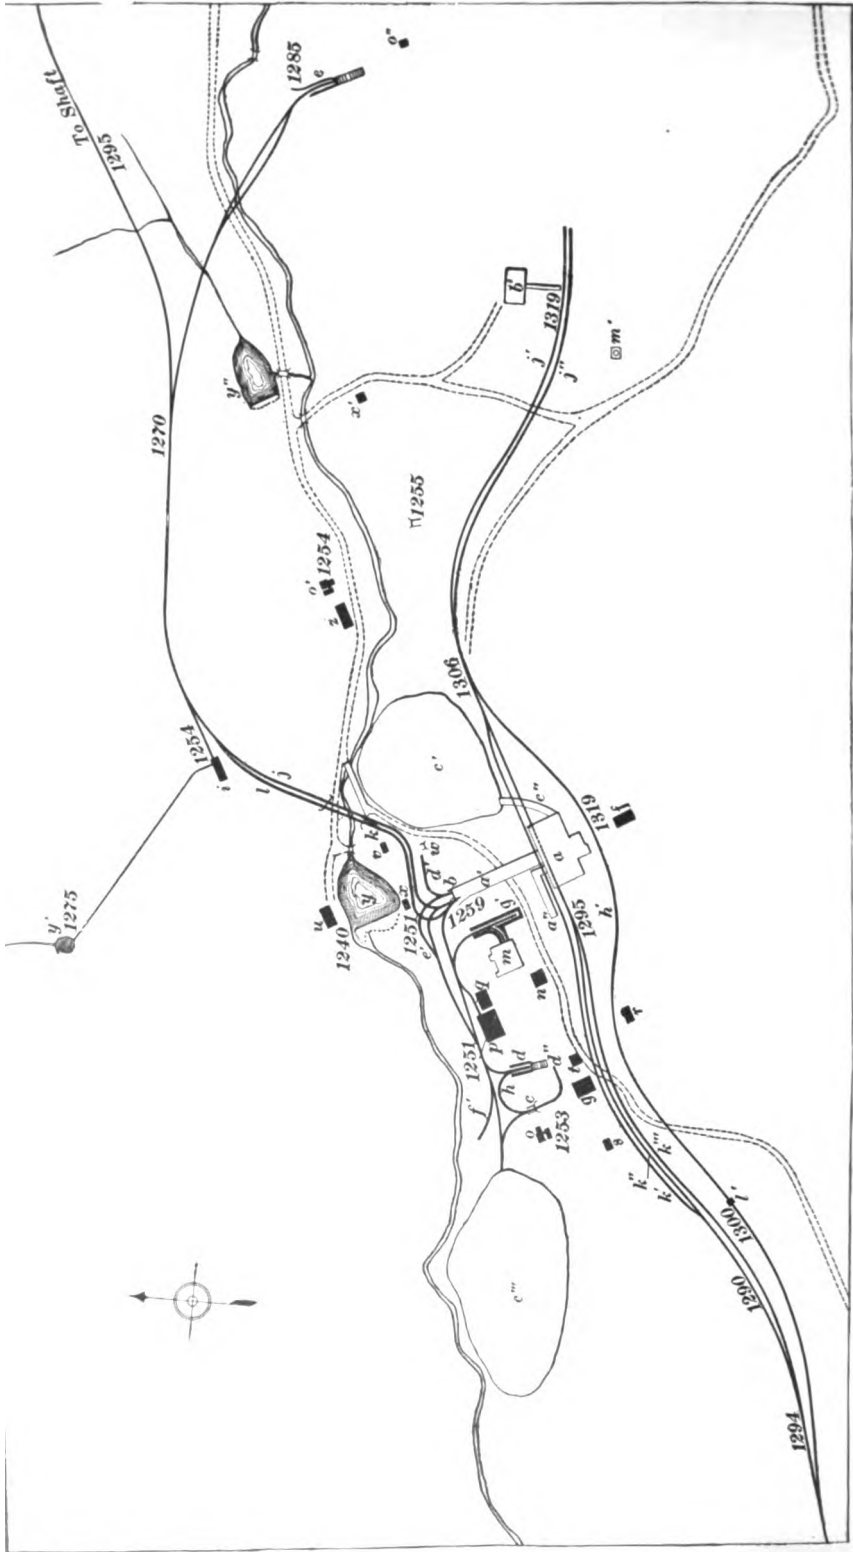 To Shaft
1295
1285
e
o"
1270
y"
b'
1319
j'
j"
m'
x'
1255
o'
1254
z
1306
1254
i
l
j
c'
c"
1319
f
y'
1275
u
1240
y
v
k
w
x
1251
e'
d'
b
a'
1259
g'
a
a"
1295
h'
m
n
q
p
1251
f'
d
d"
h
c
o
1253
r
t
g
s
k"
k'
k'"
l'
1300
1290
1294
c'"